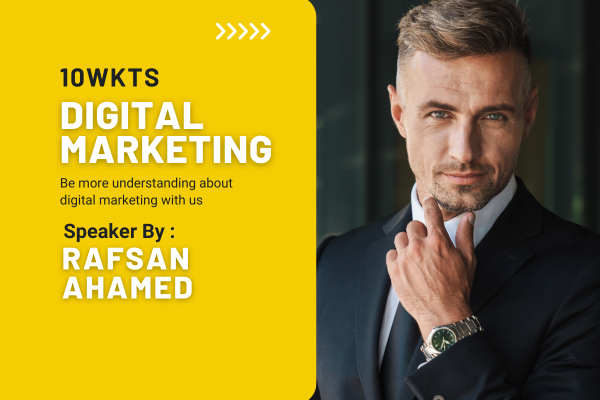 10WKTS
DIGITAL
MARKETING
Be more understanding about
digital marketing with us
Speaker By :
RAFSAN
AHAMED